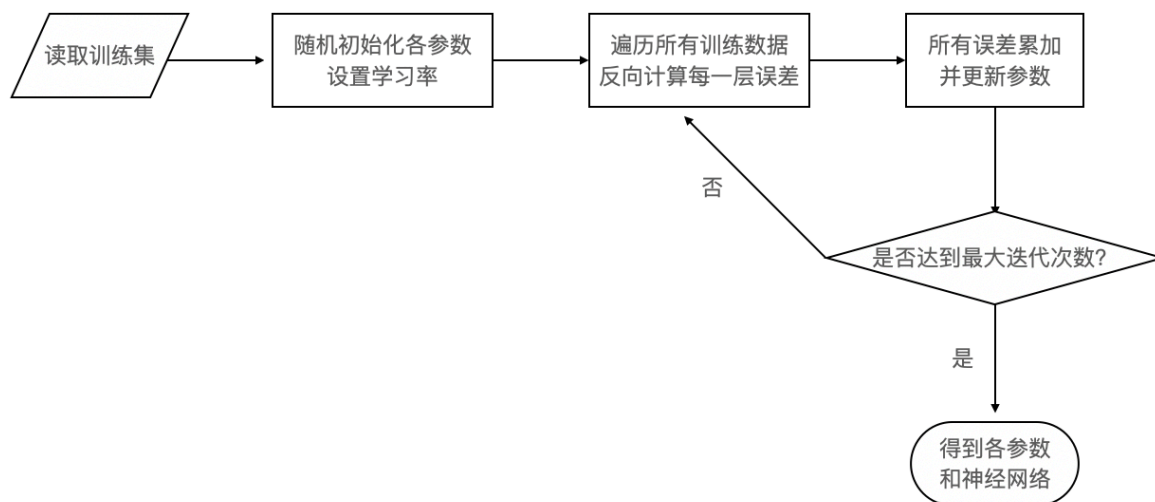 读取训练集
随机初始化各参数
设置学习率
遍历所有训练数据
反向计算每一层误差
所有误差累加
并更新参数
否
是否达到最大迭代次数?
是
得到各参数
和神经网络